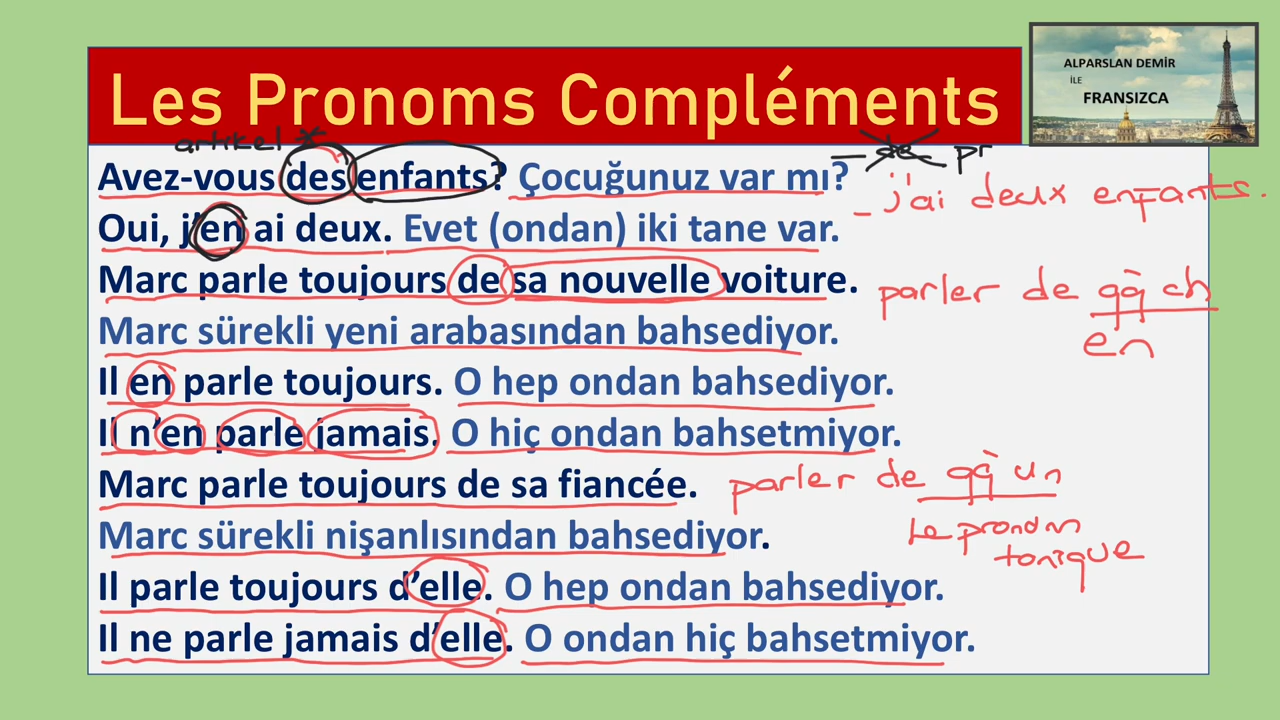 Les Pronoms Compléments
ALPARSLAN DEMİR
İLE
FRANSIZCA
artikel *
Avez-vous des enfants? Çocuğunuz var mı?
– de pr
– j'ai deux enfants.
Oui, j'en ai deux. Evet (ondan) iki tane var.
Marc parle toujours de sa nouvelle voiture.
parler de qq ch
en
Marc sürekli yeni arabasından bahsediyor.
Il en parle toujours. O hep ondan bahsediyor.
Il n'en parle jamais. O hiç ondan bahsetmiyor.
Marc parle toujours de sa fiancée.
parler de qq un
Le pronom
tonique
Marc sürekli nişanlısından bahsediyor.
Il parle toujours d'elle. O hep ondan bahsediyor.
Il ne parle jamais d'elle. O ondan hiç bahsetmiyor.